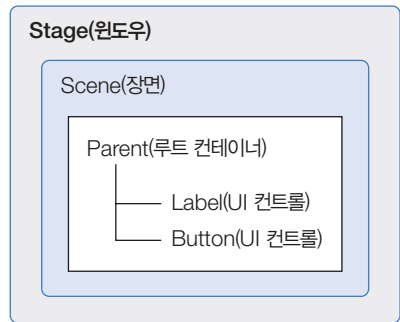 Stage(윈도우)
Scene(장면)
Parent(루트 컨테이너)
Label(UI 컨트롤)
Button(UI 컨트롤)